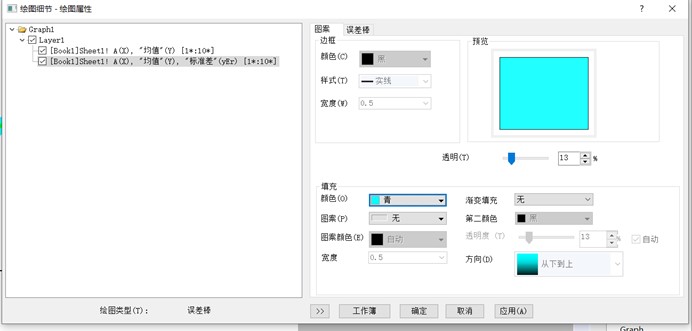 绘图细节 - 绘图属性
Graph1
Layer1
[Book1]Sheet1! A(X), "均值"(Y) [1*:10*]
[Book1]Sheet1! A(X), "均值"(Y), "标准差"(yEr) [1*:10*]
图案 误差棒
边框
颜色(C) 黑
样式(T) 实线
宽度(W) 0.5
预览
透明(T) 13 %
填充
颜色(O) 青
渐变填充 无
图案(P) 无
第二颜色 黑
图案颜色(E) 自动
透明度 (Y) 13 % 自动
宽度 0.5
方向(D) 从下到上
绘图类型(T): 误差棒
>> 工作簿 确定 取消 应用(A)
Graph